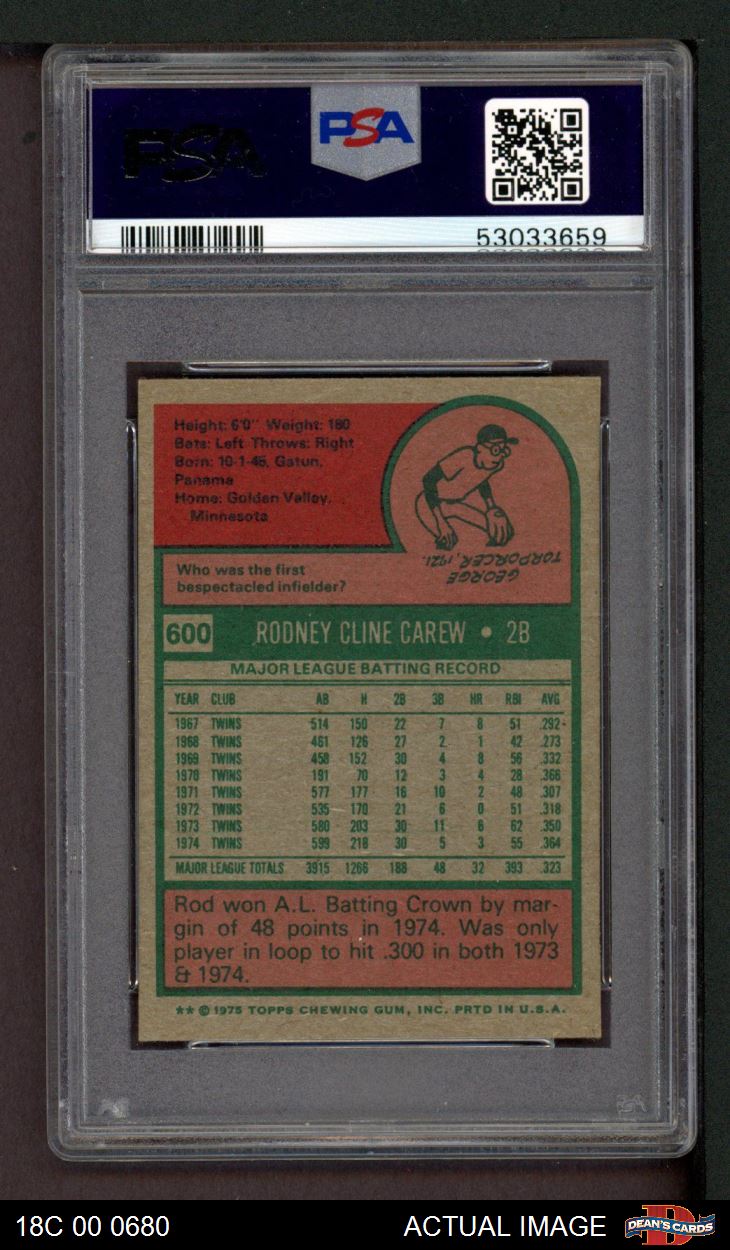 PSA
PSA
53033659
Height: 6'0" Weight: 180
Bats: Left Throws: Right
Born: 10-1-45, Gatun,
Panama
Home: Golden Valley,
Minnesota
GEORGE
TORPORCER, 1921.
Who was the first
bespectacled infielder?
600 RODNEY CLINE CAREW • 2B
MAJOR LEAGUE BATTING RECORD
YEAR CLUB AB H 2B 3B HR RBI AVG
1967 TWINS 514 150 22 7 8 51 .292
1968 TWINS 461 126 27 2 1 42 .273
1969 TWINS 458 152 30 4 8 56 .332
1970 TWINS 191 70 12 3 4 28 .366
1971 TWINS 577 177 16 10 2 48 .307
1972 TWINS 535 170 21 6 0 51 .318
1973 TWINS 580 203 30 11 6 62 .350
1974 TWINS 599 218 30 5 3 55 .364
MAJOR LEAGUE TOTALS 3915 1266 188 48 32 393 .323
Rod won A.L. Batting Crown by mar-
gin of 48 points in 1974. Was only
player in loop to hit .300 in both 1973
& 1974.
** © 1975 TOPPS CHEWING GUM, INC. PRTD IN U.S.A.
18C 00 0680 ACTUAL IMAGE DEAN'S CARDS